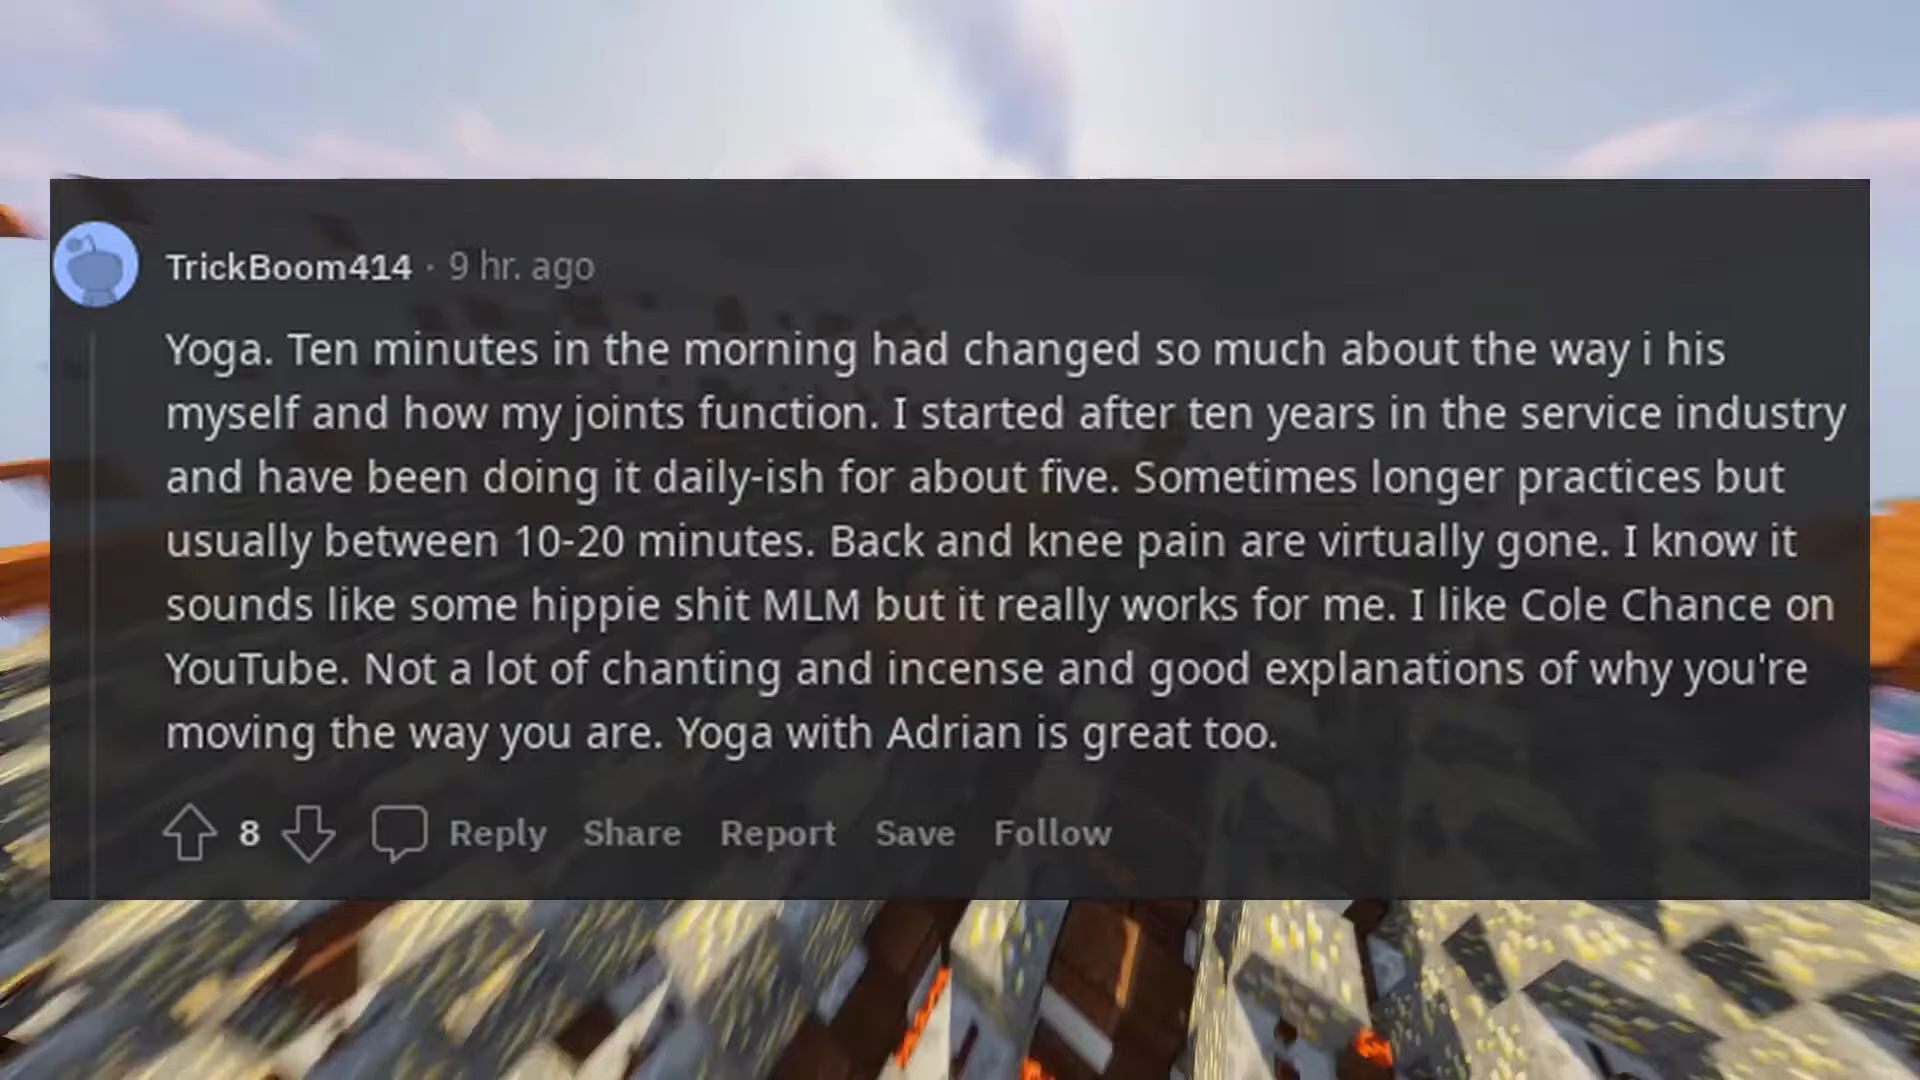 TrickBoom414 · 9 hr. ago
Yoga. Ten minutes in the morning had changed so much about the way i his
myself and how my joints function. I started after ten years in the service industry
and have been doing it daily-ish for about five. Sometimes longer practices but
usually between 10-20 minutes. Back and knee pain are virtually gone. I know it
sounds like some hippie shit MLM but it really works for me. I like Cole Chance on
YouTube. Not a lot of chanting and incense and good explanations of why you're
moving the way you are. Yoga with Adrian is great too.
8 Reply Share Report Save Follow